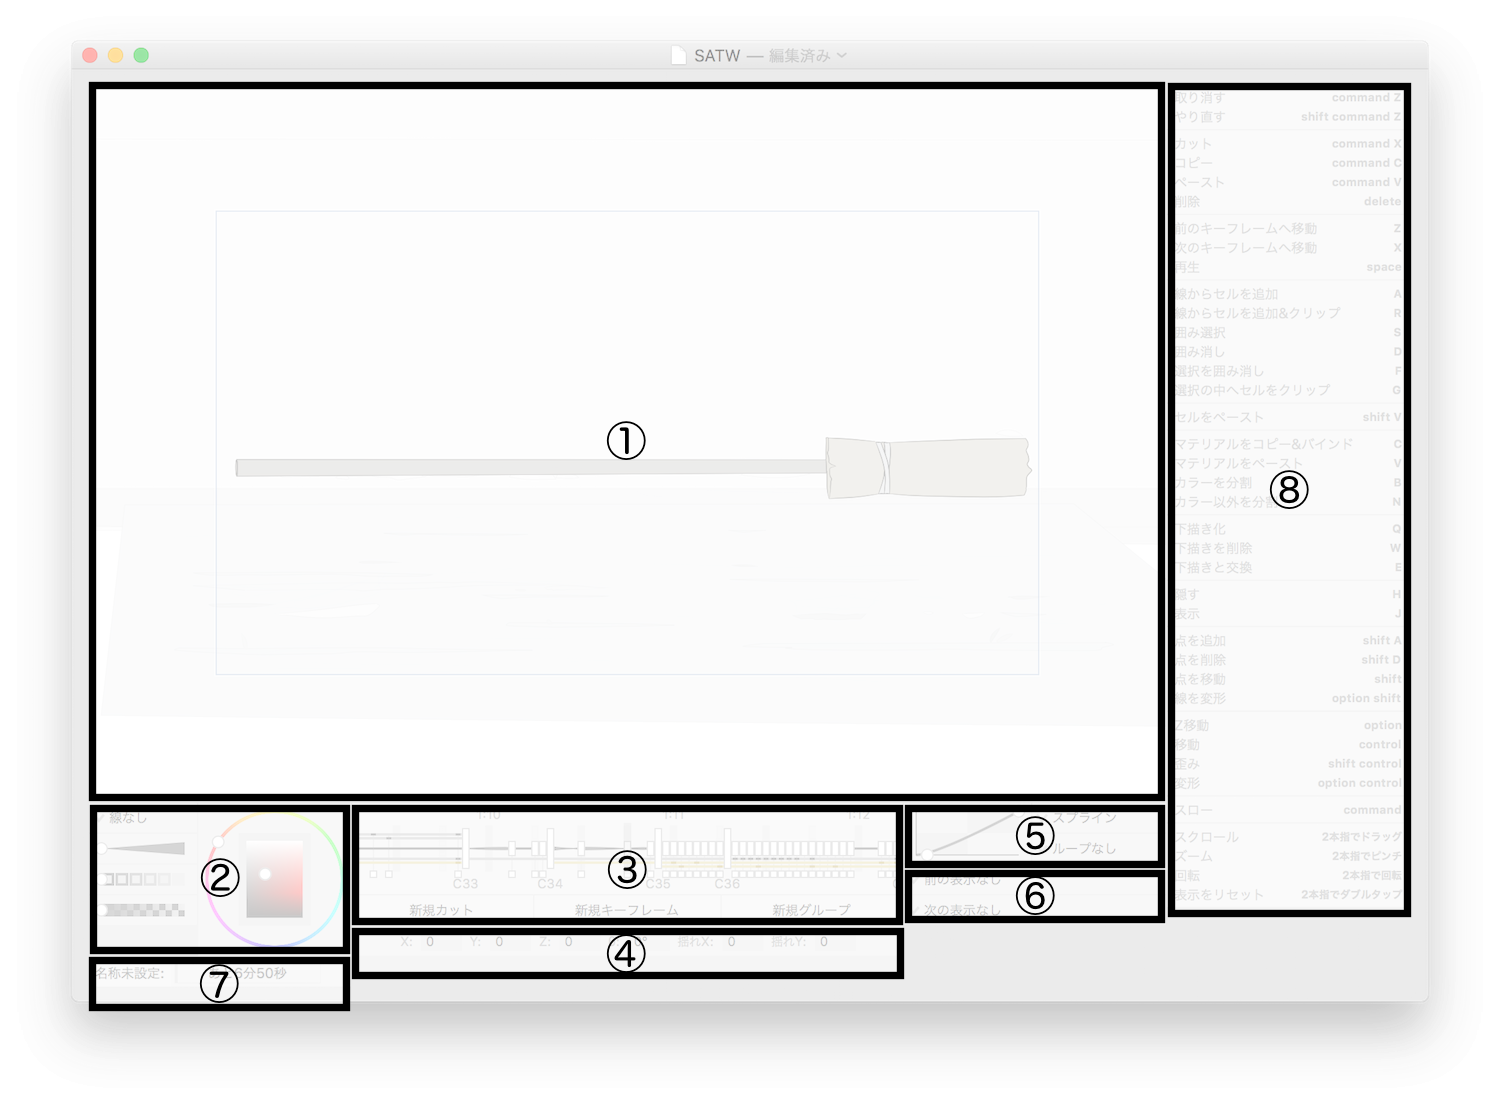 SATW — 編集済み
①
取り消す command Z
やり直す shift command Z
カット command X
コピー command C
ペースト command V
削除 delete
前のキーフレームへ移動 Z
次のキーフレームへ移動 X
再生 space
線からセルを追加 A
線からセルを追加&クリップ R
囲み選択 S
囲み消し D
選択を囲み消し F
選択の中へセルをクリップ G
セルをペースト shift V
マテリアルをコピー&バインド C
マテリアルをペースト V
カラーを分割 B
⑧
カラー以外を分割 N
下描き化 Q
下描きを削除 W
下描きと交換 E
隠す H
表示 J
点を追加 shift A
点を削除 shift D
点を移動 shift
線を変形 option shift
Z移動 option
移動 control
歪み shift control
変形 option control
スロー command
スクロール 2本指でドラッグ
ズーム 2本指でピンチ
回転 2本指で回転
表示をリセット 2本指でダブルタップ
線なし
②
1:10 1:11 1:12
③
C33 C34 C35 C36
新規カット 新規キーフレーム 新規グループ
X: 0 Y: 0 Z: 0 揺れX: 0 揺れY: 0
④
スプライン
⑤
ループなし
前の表示なし
⑥
次の表示なし
名称未設定: 6分50秒
⑦